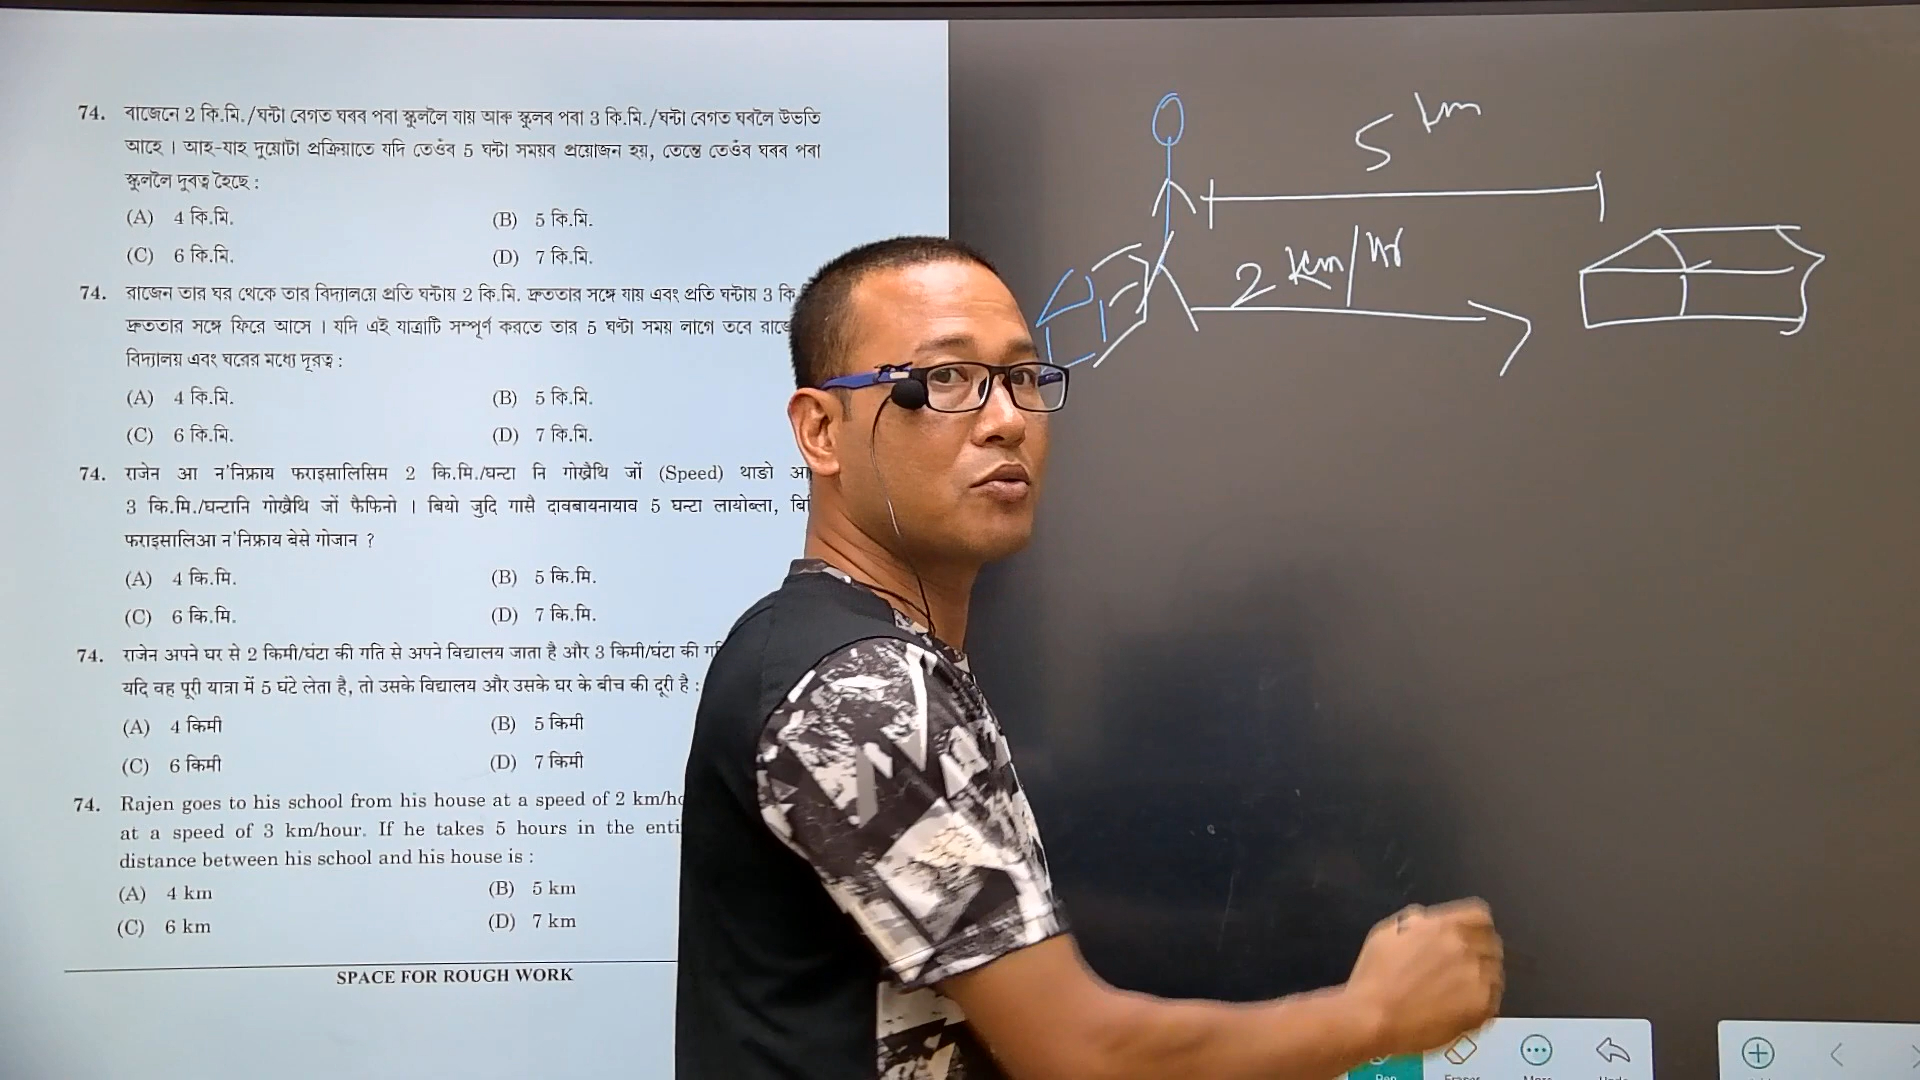 74. ৰাজেনে 2 কি.মি./ঘন্টা বেগত ঘৰৰ পৰা স্কুললৈ যায় আৰু স্কুলৰ পৰা 3 কি.মি./ঘন্টা বেগত ঘৰলৈ উভতি
আহে । আহ-যাহ দুয়োটা প্ৰক্ৰিয়াতে যদি তেওঁৰ 5 ঘন্টা সময়ৰ প্ৰয়োজন হয়, তেন্তে তেওঁৰ ঘৰৰ পৰা
স্কুললৈ দুৰত্ব হৈছে :
(A) 4 কি.মি. (B) 5 কি.মি.
(C) 6 কি.মি. (D) 7 কি.মি.
74. রাজেন তার ঘর থেকে তার বিদ্যালয়ে প্রতি ঘন্টায় 2 কি.মি. দ্রুততার সঙ্গে যায় এবং প্রতি ঘন্টায় 3 কি
দ্রুততার সঙ্গে ফিরে আসে । যদি এই যাত্রাটি সম্পূর্ণ করতে তার 5 ঘন্টা সময় লাগে তবে
বিদ্যালয় এবং ঘরের মধ্যে দূরত্ব :
(A) 4 কি.মি. (B) 5 কি.মি.
(C) 6 কি.মি. (D) 7 কি.মি.
74. राजेन आ न'निफ्राय फराइसालिसिम 2 कि.मि./घन्टा नि गोख्रैथि जों (Speed) थाङो
3 कि.मि./घन्टानि गोख्रैथि जों फैफिनो । बियो जुदि गासै दावबायनायाव 5 घन्टा लायोब्ला,
फराइसालिआ न'निफ्राय बेसे गोजान ?
(A) 4 कि.मि. (B) 5 कि.मि.
(C) 6 कि.मि. (D) 7 कि.मि.
74. राजेन अपने घर से 2 किमी/घंटा की गति से अपने विद्यालय जाता है और 3 किमी/घंटा की
यदि वह पूरी यात्रा में 5 घंटे लेता है, तो उसके विद्यालय और उसके घर के बीच की दूरी है :
(A) 4 किमी (B) 5 किमी
(C) 6 किमी (D) 7 किमी
74. Rajen goes to his school from his house at a speed of 2 km/ho
at a speed of 3 km/hour. If he takes 5 hours in the enti
distance between his school and his house is :
(A) 4 km (B) 5 km
(C) 6 km (D) 7 km
SPACE FOR ROUGH WORK
5 km
2 km/hr